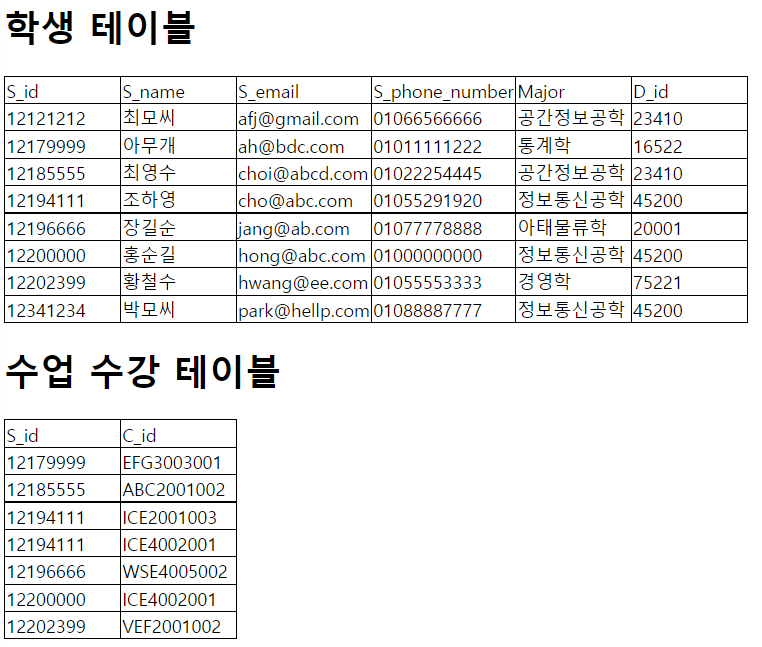 학생 테이블
S_id S_name S_email S_phone_number Major D_id
12121212 최모씨 afj@gmail.com 01066566666 공간정보공학 23410
12179999 아무개 ah@bdc.com 01011111222 통계학 16522
12185555 최영수 choi@abcd.com 01022254445 공간정보공학 23410
12194111 조하영 cho@abc.com 01055291920 정보통신공학 45200
12196666 장길순 jang@ab.com 01077778888 아태물류학 20001
12200000 홍순길 hong@abc.com 01000000000 정보통신공학 45200
12202399 황철수 hwang@ee.com 01055553333 경영학 75221
12341234 박모씨 park@hellp.com 01088887777 정보통신공학 45200
수업 수강 테이블
S_id C_id
12179999 EFG3003001
12185555 ABC2001002
12194111 ICE2001003
12194111 ICE4002001
12196666 WSE4005002
12200000 ICE4002001
12202399 VEF2001002